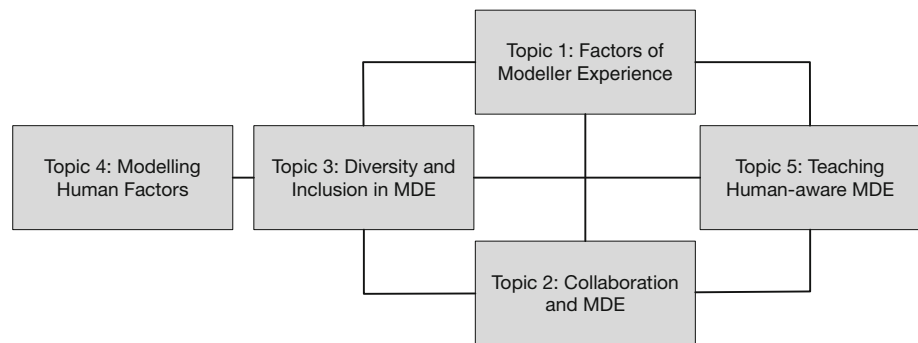 Topic 1: Factors of
Modeller Experience
Topic 4: Modelling
Human Factors
Topic 3: Diversity and
Inclusion in MDE
Topic 5: Teaching
Human-aware MDE
Topic 2: Collaboration
and MDE